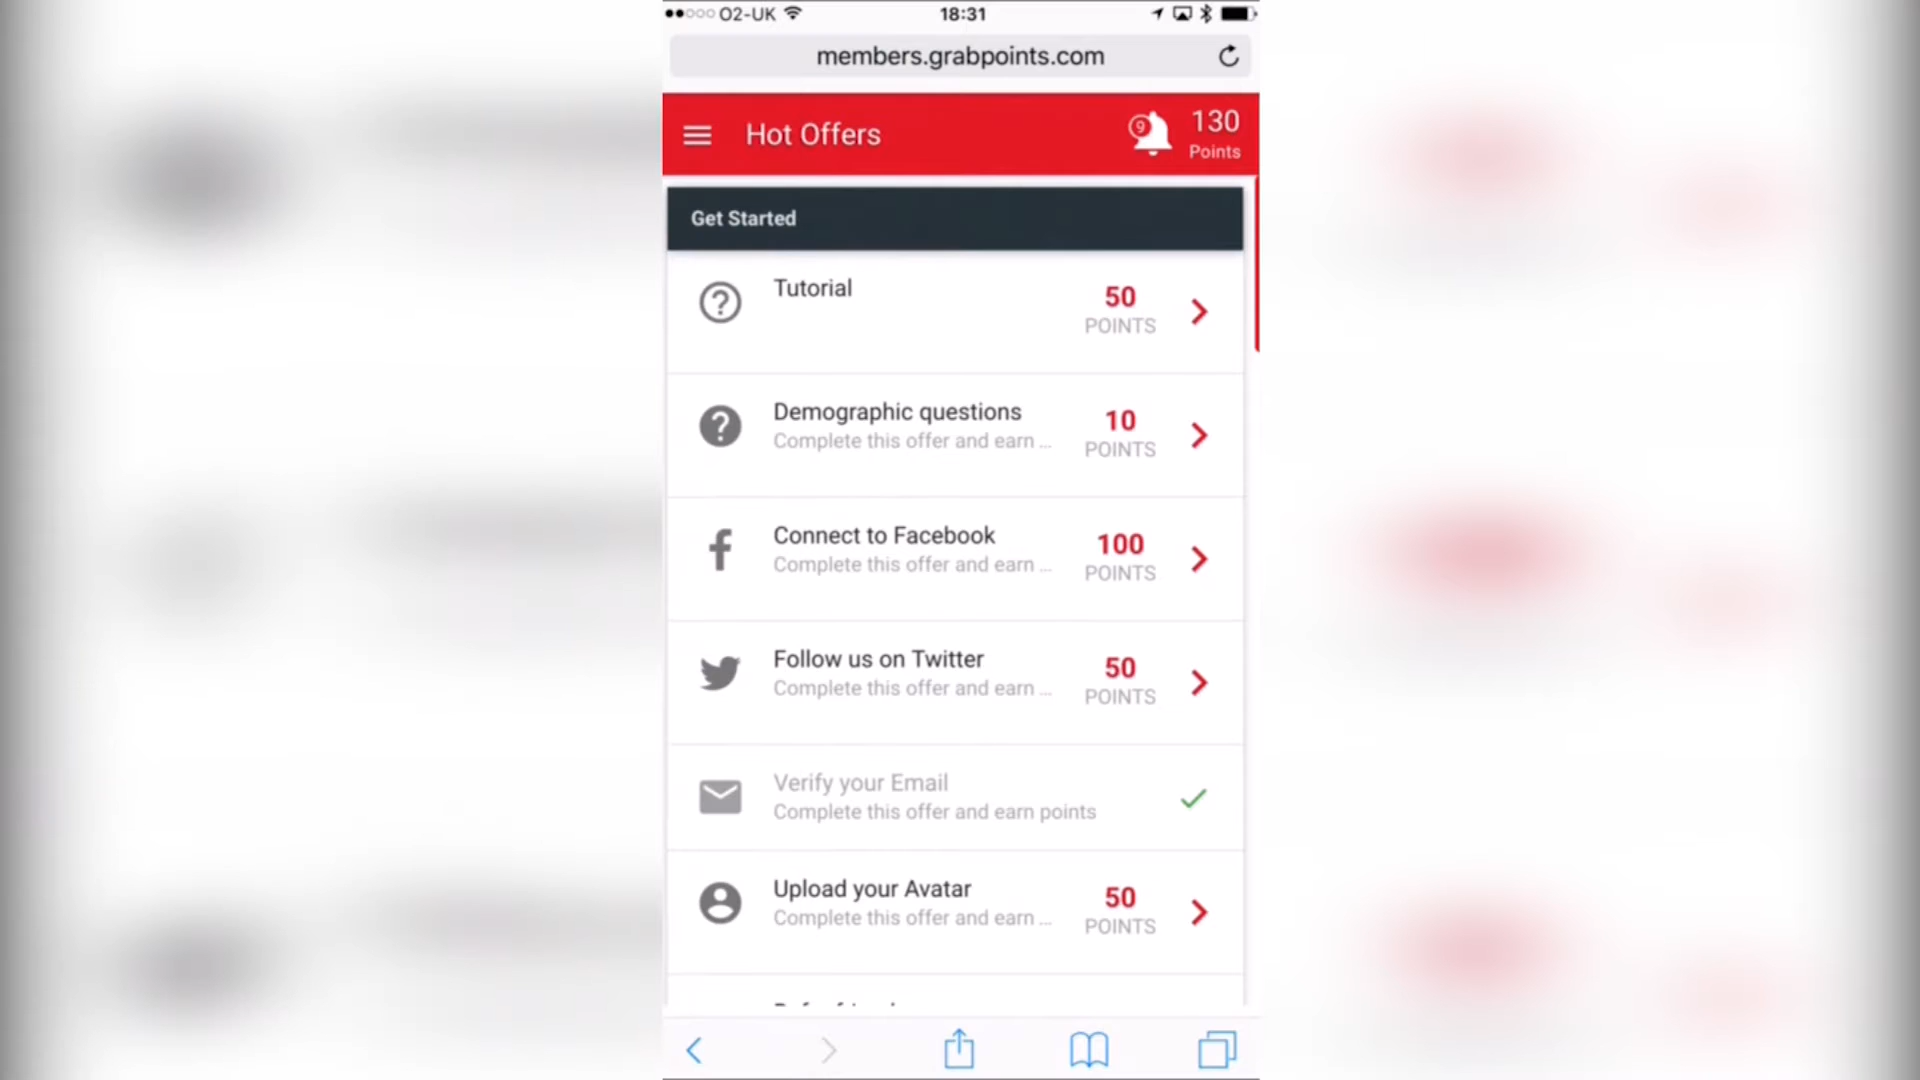 O2-UK 18:31
members.grabpoints.com
Hot Offers
9
130
Points
Get Started
Tutorial
50
POINTS
Demographic questions
Complete this offer and earn ...
10
POINTS
Connect to Facebook
Complete this offer and earn ...
100
POINTS
Follow us on Twitter
Complete this offer and earn ...
50
POINTS
Verify your Email
Complete this offer and earn points
Upload your Avatar
Complete this offer and earn ...
50
POINTS